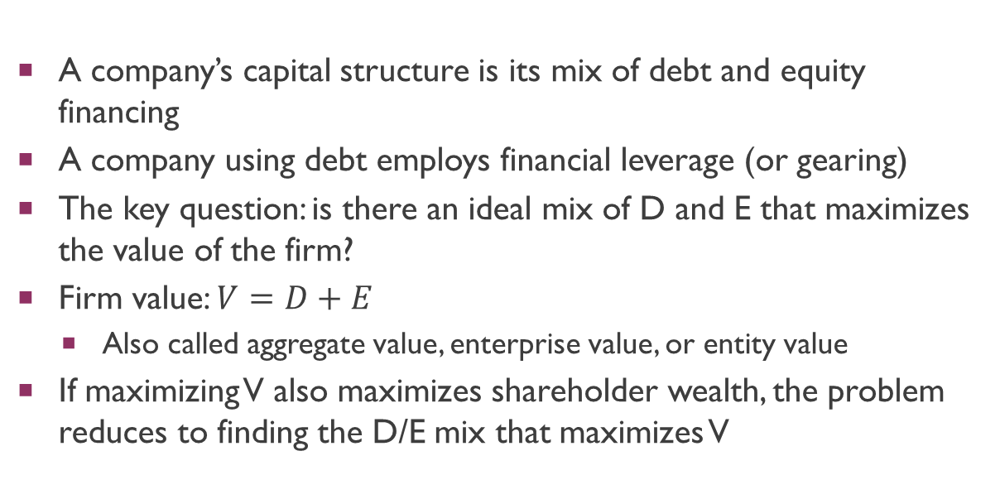 A company’s capital structure is its mix of debt and equity
financing
A company using debt employs financial leverage (or gearing)
The key question: is there an ideal mix of D and E that maximizes
the value of the firm?
Firm value: V = D + E
Also called aggregate value, enterprise value, or entity value
If maximizing V also maximizes shareholder wealth, the problem
reduces to finding the D/E mix that maximizes V